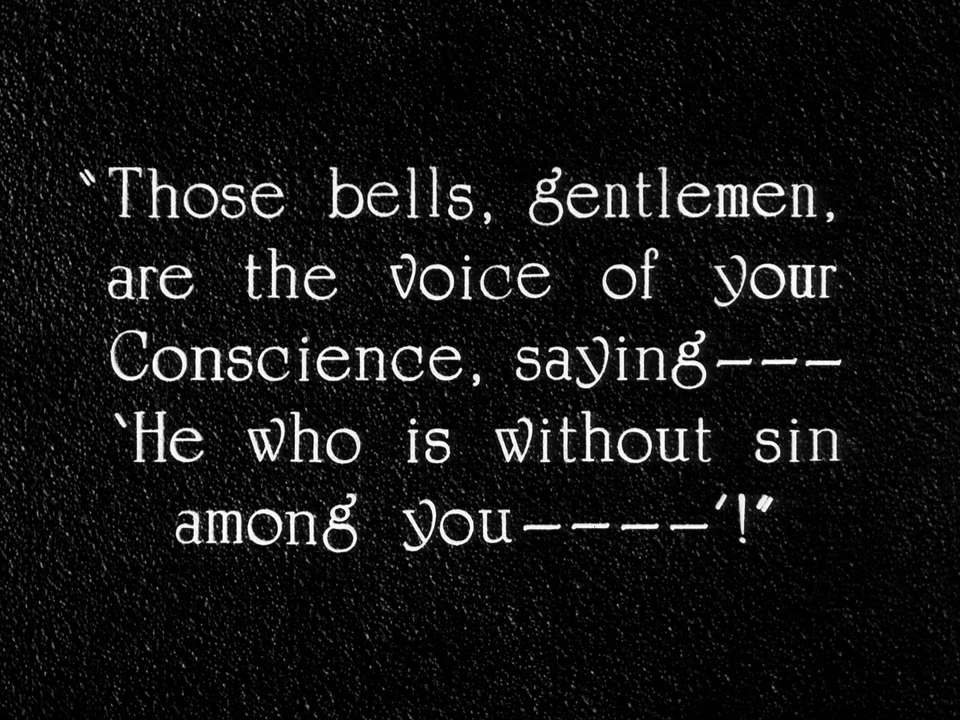 “Those bells, gentlemen,
are the voice of your
Conscience, saying———
‘He who is without sin
among you————’!”